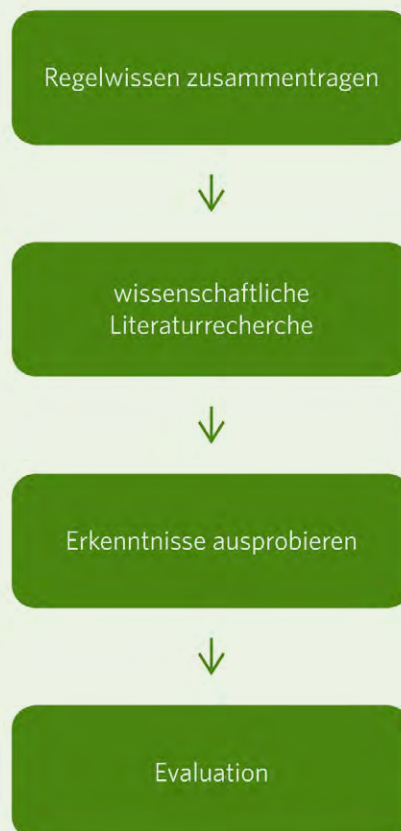 Regelwissen zusammentragen
wissenschaftliche
Literaturrecherche
Erkenntnisse ausprobieren
Evaluation